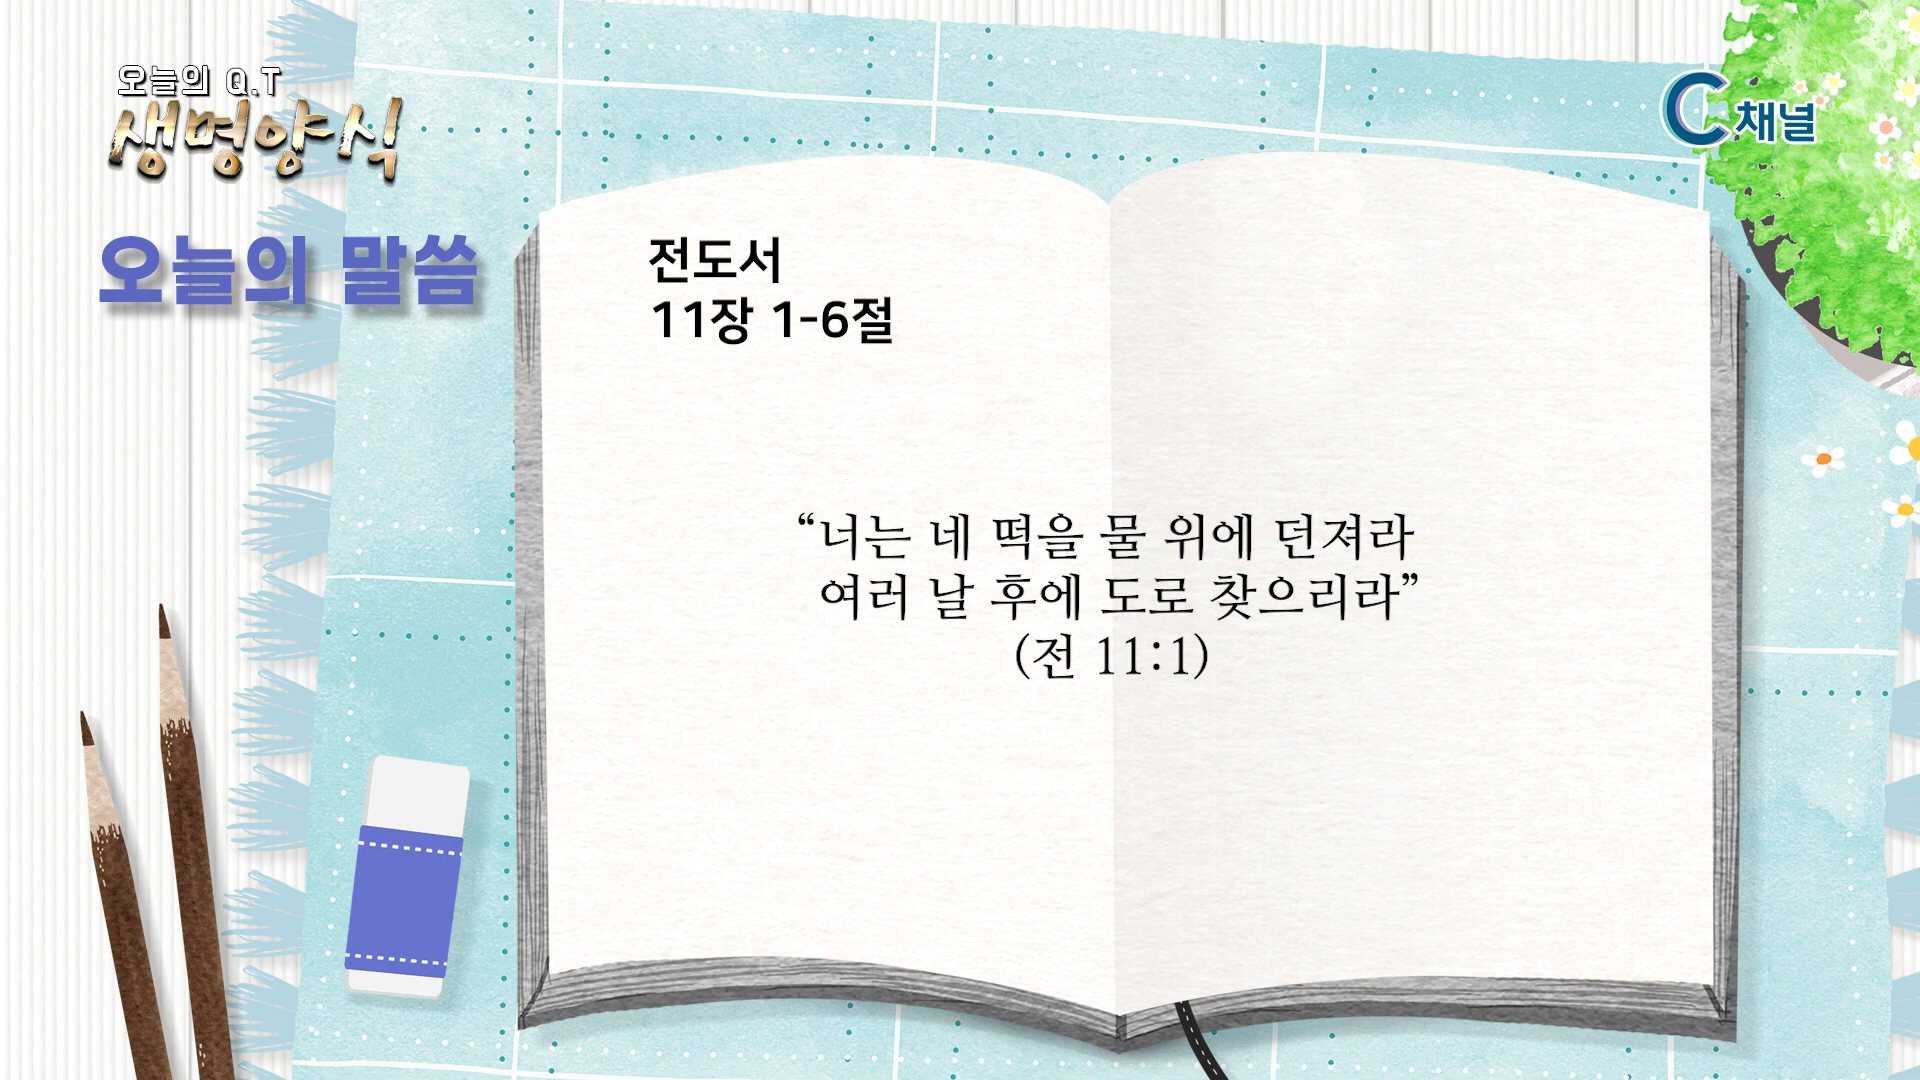 오늘의 Q.T
생명양식
C채널
오늘의 말씀
전도서
11장 1-6절
“너는 네 떡을 물 위에 던져라
여러 날 후에 도로 찾으리라”
(전 11:1)